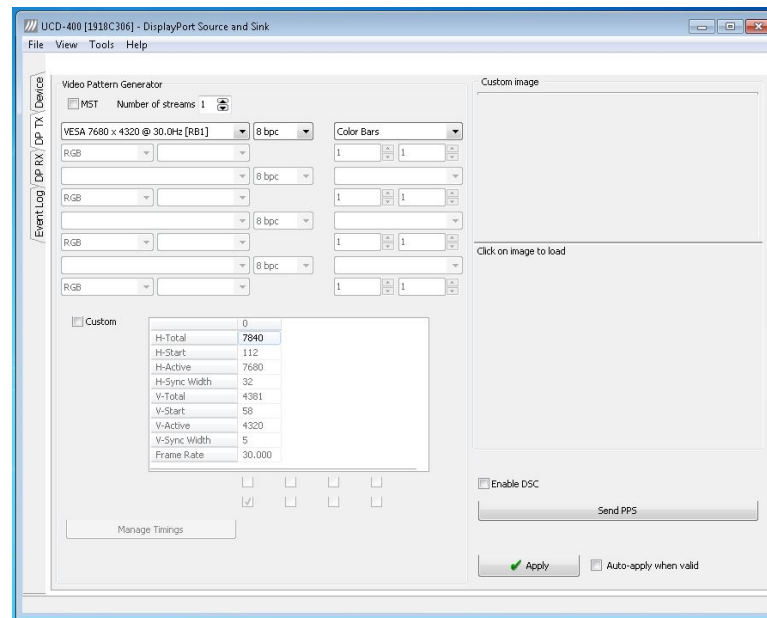 UCD-400 [1918C306] - DisplayPort Source and Sink
File View Tools Help
Device
DP TX
DP RX
Event Log
Video Pattern Generator
MST Number of streams 1
VESA 7680 x 4320 @ 30.0Hz [RB1] 8 bpc Color Bars
RGB 1 1
8 bpc
RGB 1 1
8 bpc
RGB 1 1
8 bpc
RGB 1 1
Custom
0
H-Total 7840
H-Start 112
H-Active 7680
H-Sync Width 32
V-Total 4381
V-Start 58
V-Active 4320
V-Sync Width 5
Frame Rate 30.000
Manage Timings
Custom image
Click on image to load
Enable DSC
Send PPS
Apply Auto-apply when valid